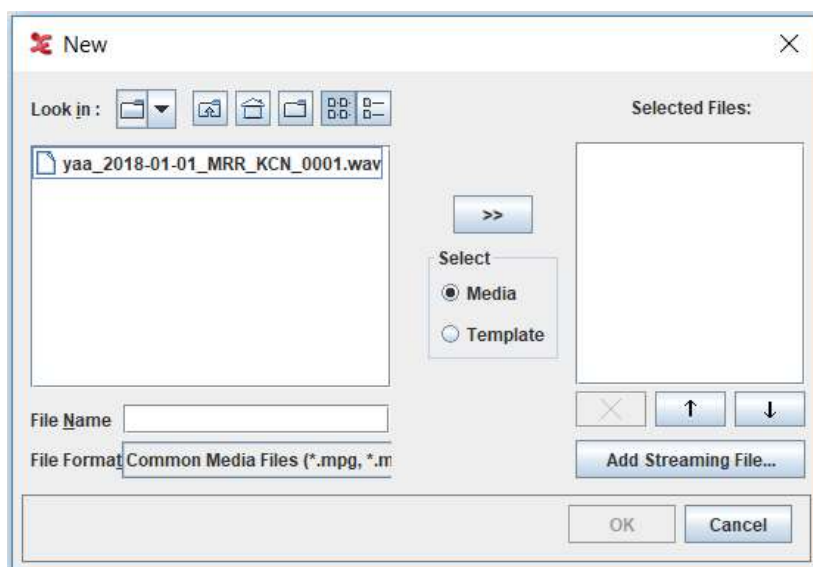 New
Look in :
Selected Files:
yaa_2018-01-01_MRR_KCN_0001.wav
>>
Select
Media
Template
File Name
File Format Common Media Files (*.mpg, *.m
Add Streaming File...
OK
Cancel